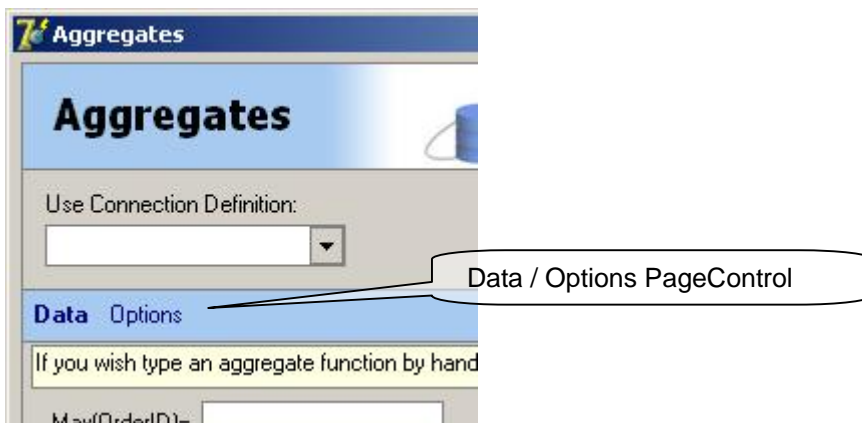 Aggregates
Aggregates
Use Connection Definition:
Data / Options PageControl
Data Options
If you wish type an aggregate function by hand
Max(OrderID)=